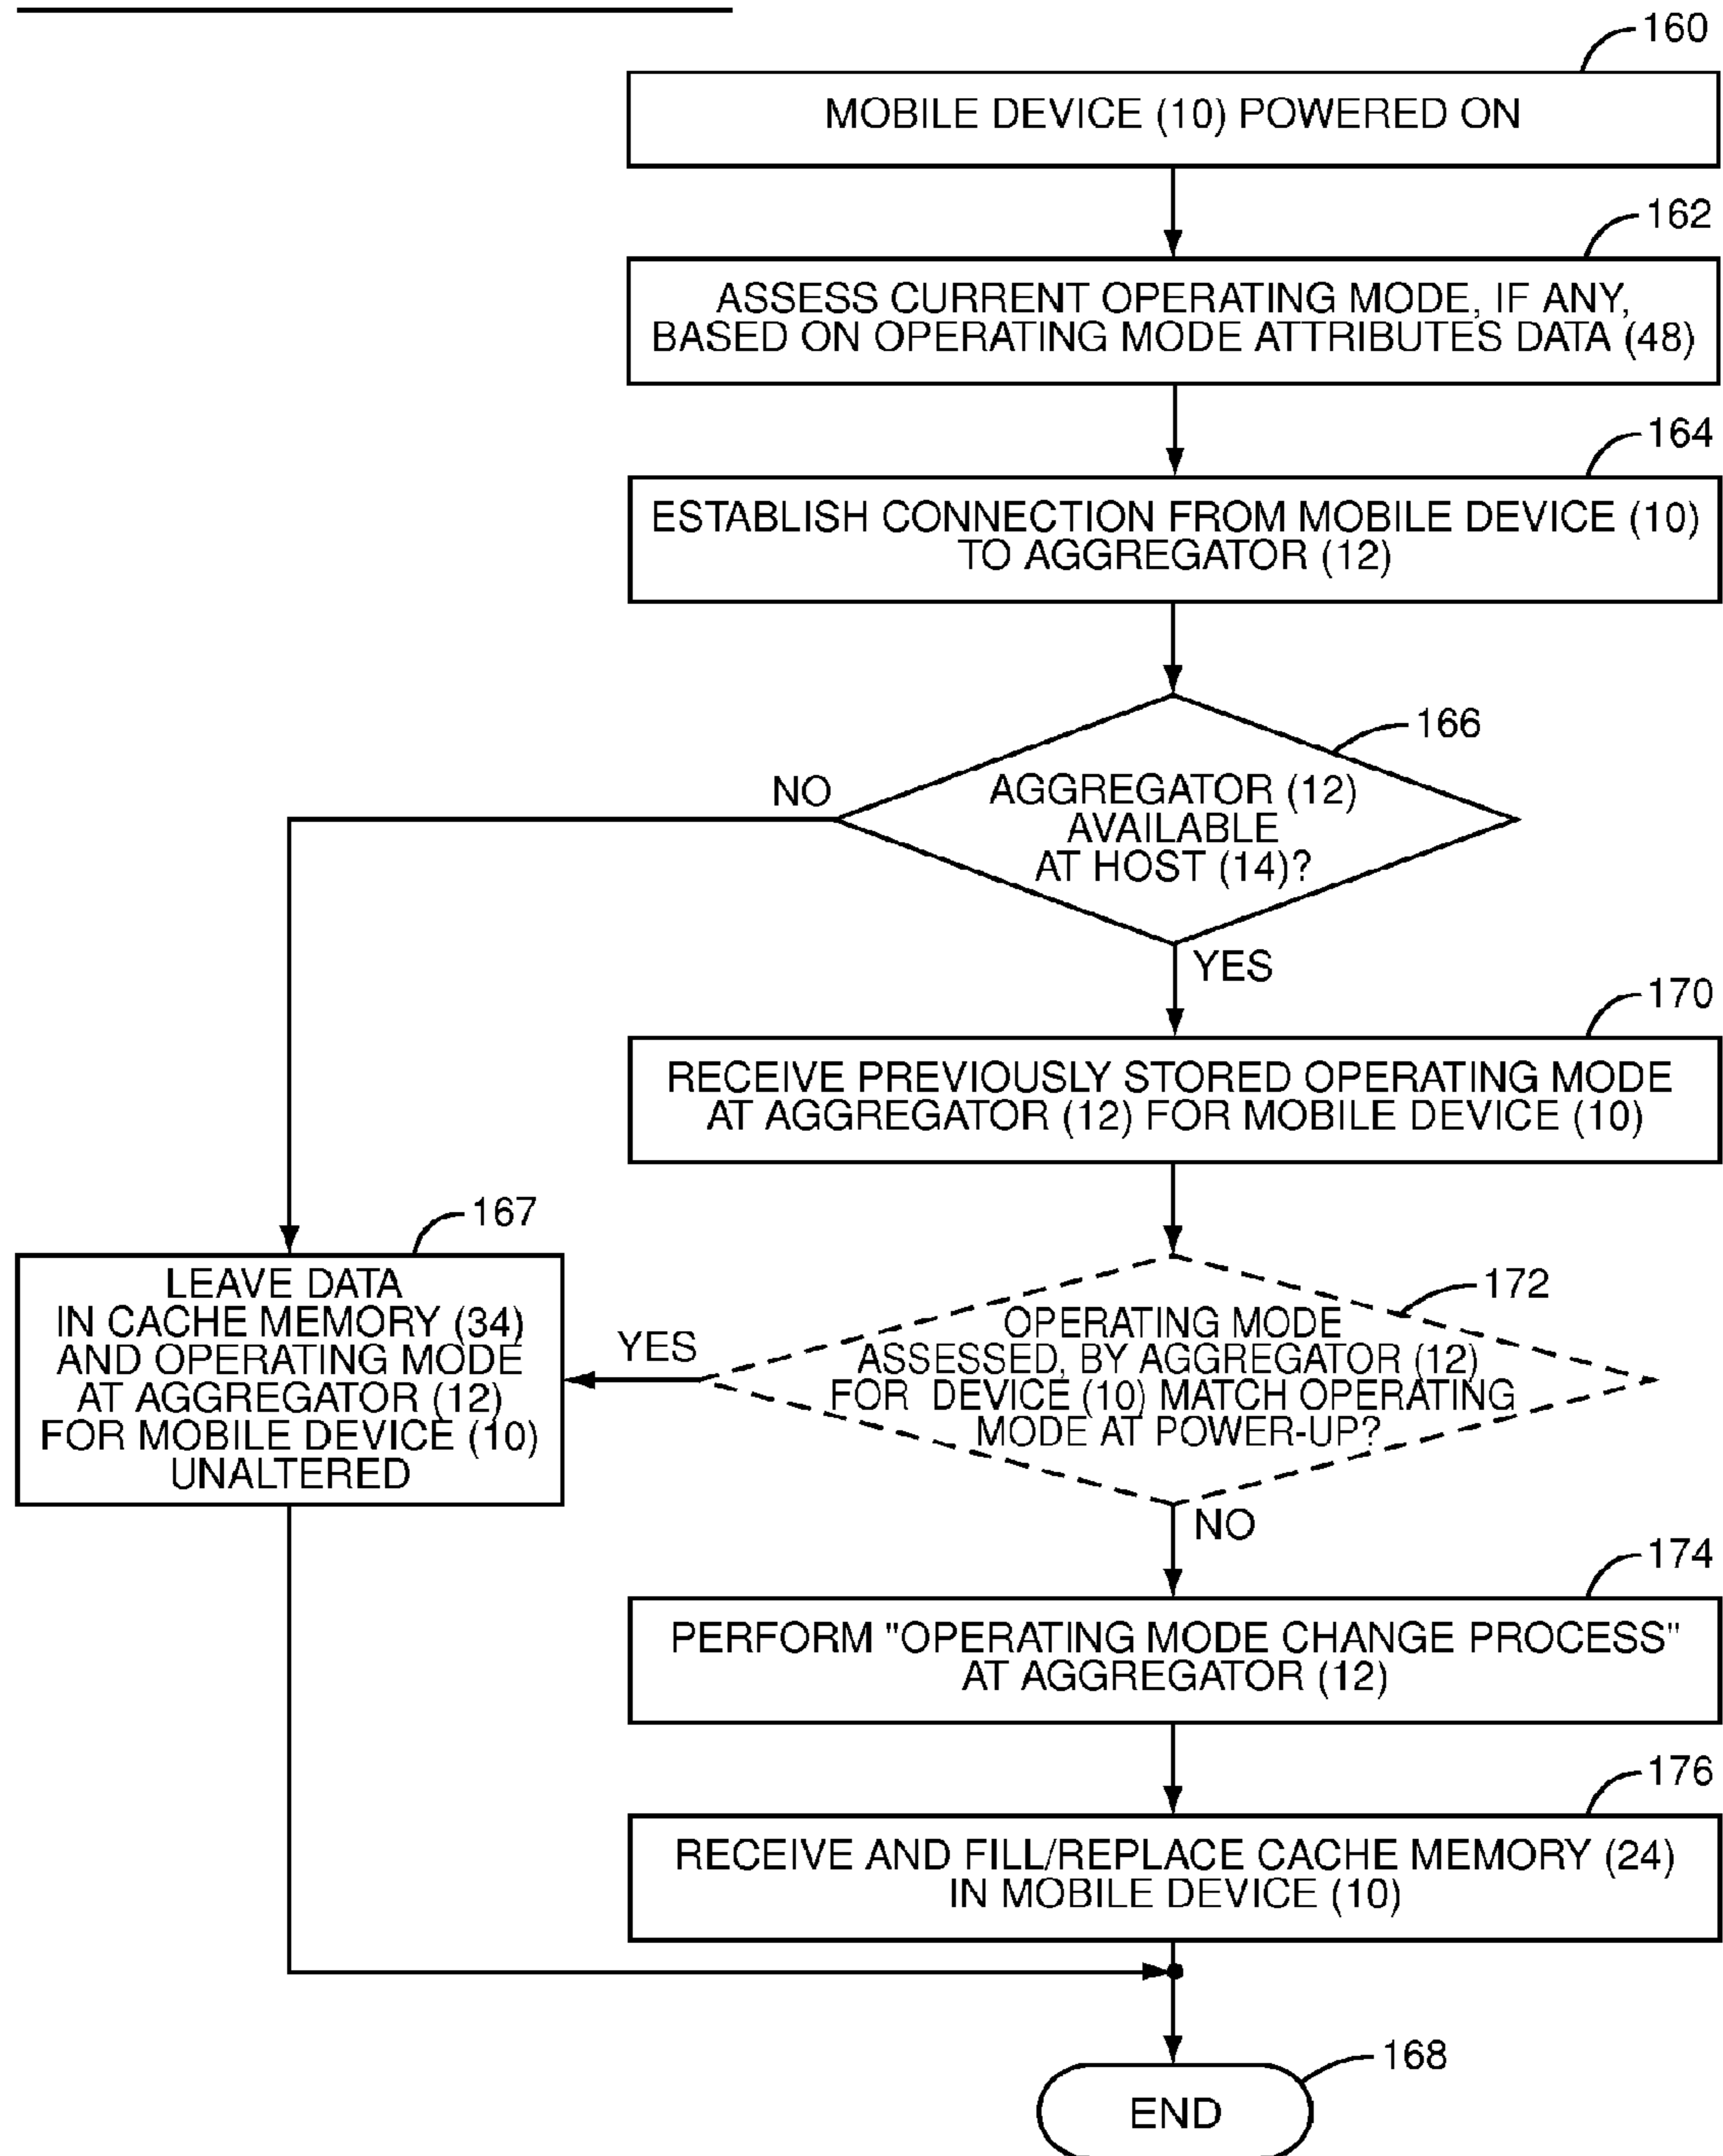 160
MOBILE DEVICE (10) POWERED ON
162
ASSESS CURRENT OPERATING MODE, IF ANY,
BASED ON OPERATING MODE ATTRIBUTES DATA (48)
164
ESTABLISH CONNECTION FROM MOBILE DEVICE (10)
TO AGGREGATOR (12)
166
NO
AGGREGATOR (12)
AVAILABLE
AT HOST (14)?
YES
170
RECEIVE PREVIOUSLY STORED OPERATING MODE
AT AGGREGATOR (12) FOR MOBILE DEVICE (10)
167
LEAVE DATA
IN CACHE MEMORY (34)
AND OPERATING MODE
AT AGGREGATOR (12)
FOR MOBILE DEVICE (10)
UNALTERED
YES
172
OPERATING MODE
ASSESSED, BY AGGREGATOR (12)
FOR DEVICE (10) MATCH OPERATING
MODE AT POWER-UP?
NO
174
PERFORM "OPERATING MODE CHANGE PROCESS"
AT AGGREGATOR (12)
176
RECEIVE AND FILL/REPLACE CACHE MEMORY (24)
IN MOBILE DEVICE (10)
168
END